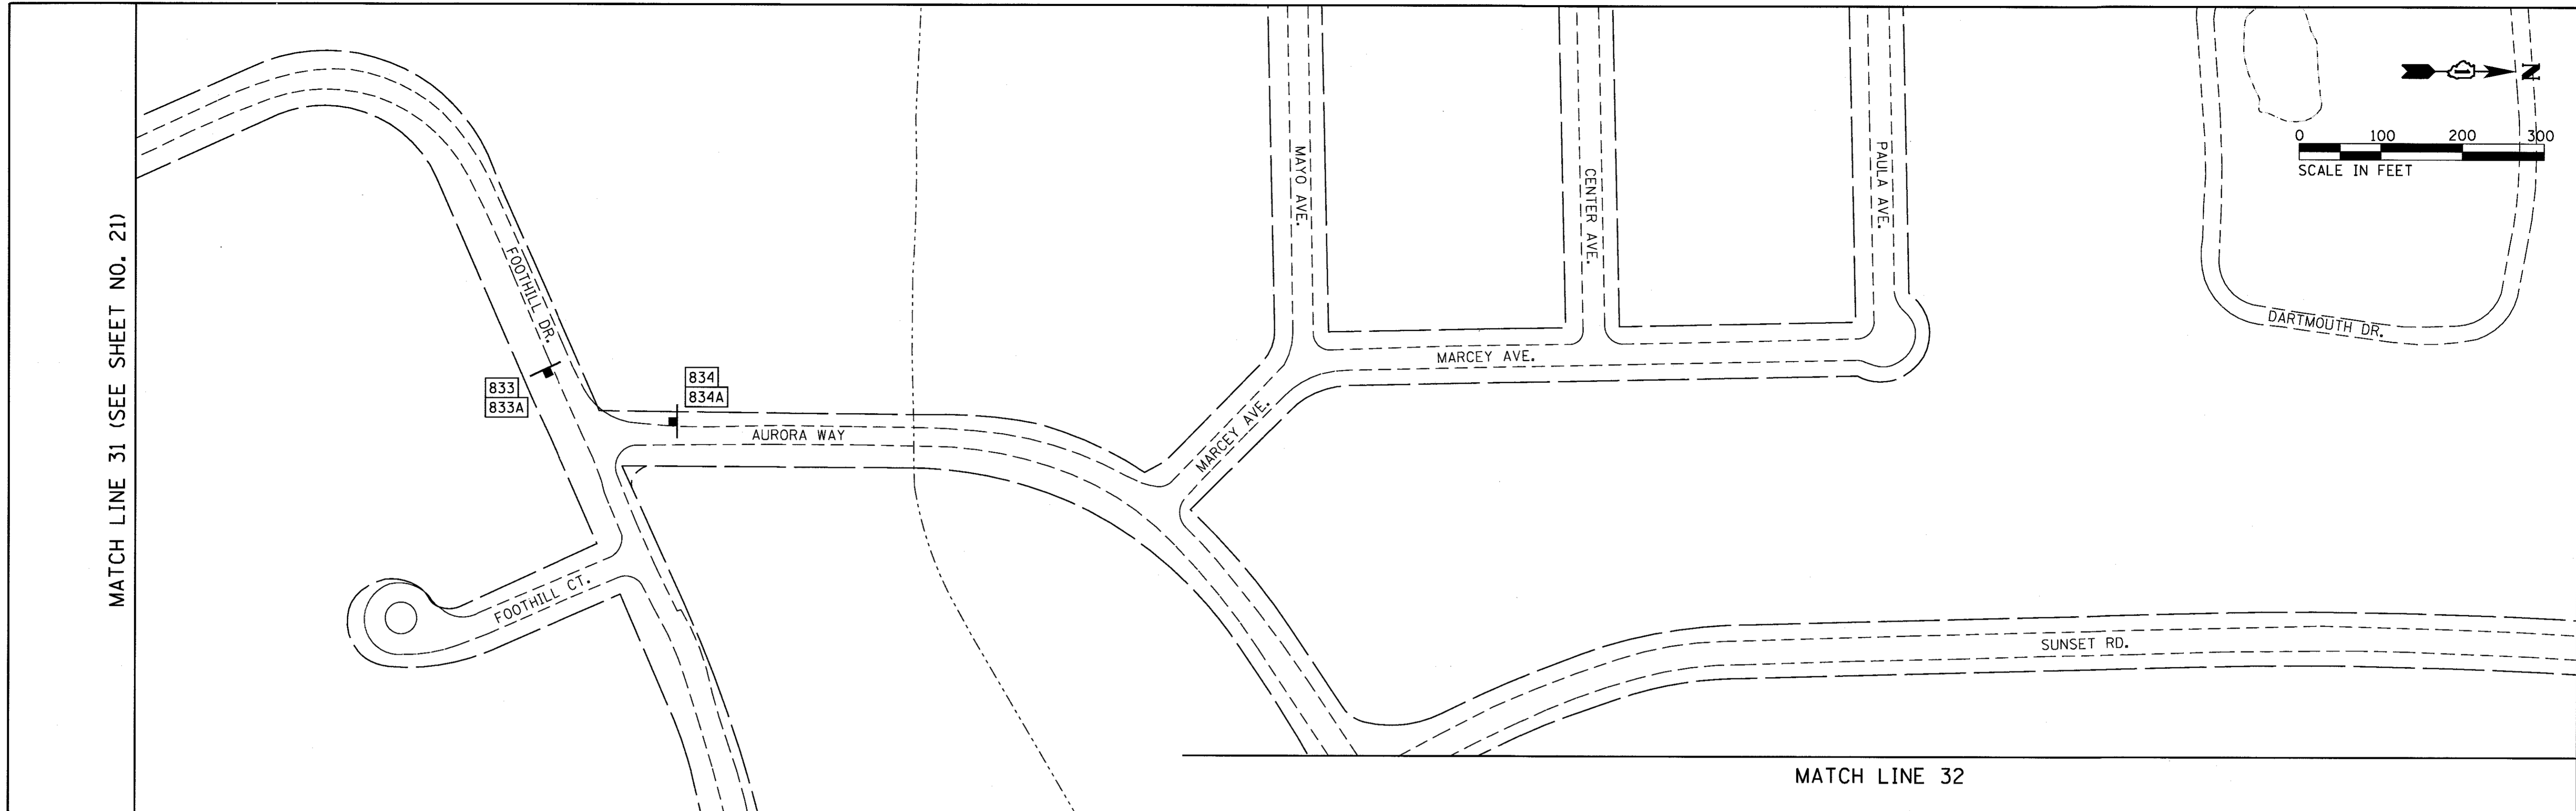 MATCH LINE 31 (SEE SHEET NO. 21)
FOOTHILL DR.
833
833A
834
834A
AURORA WAY
FOOTHILL CT.
MARCEY AVE.
MAYO AVE.
CENTER AVE.
MARCEY AVE.
PAULA AVE.
N
0 100 200 300
SCALE IN FEET
DARTMOUTH DR.
SUNSET RD.
MATCH LINE 32